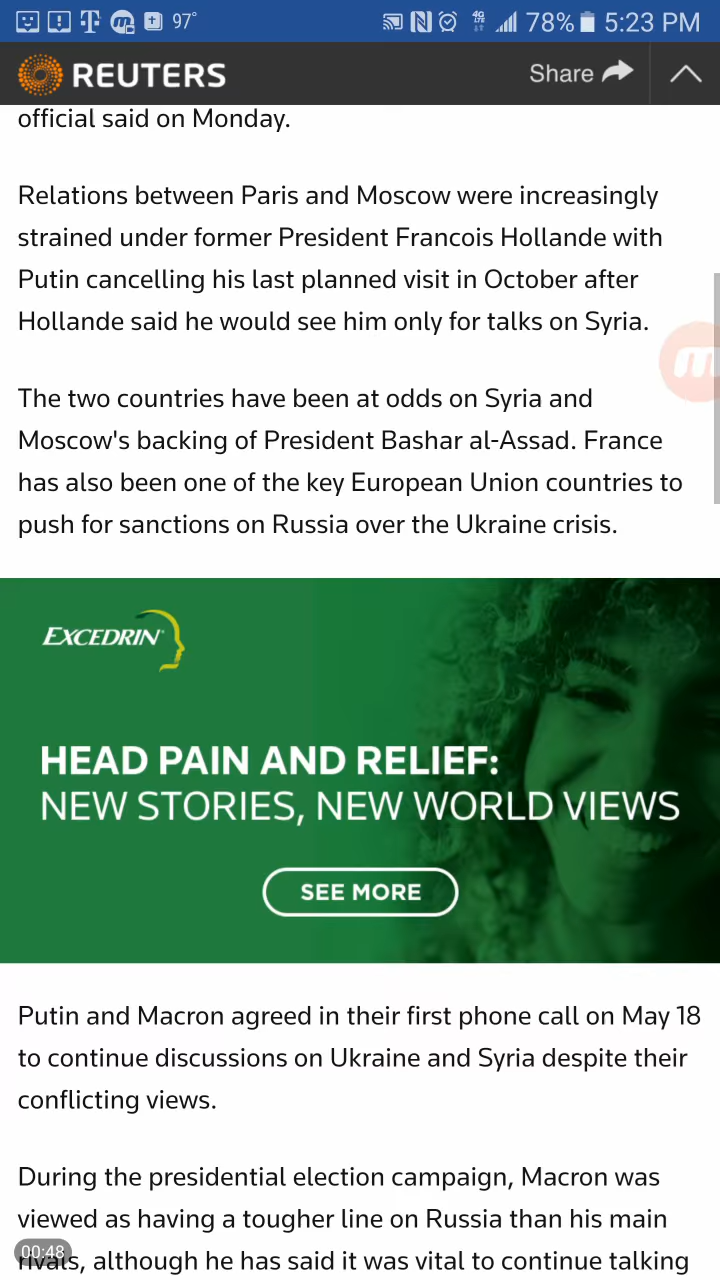 97°
4G LTE
78%
5:23 PM
REUTERS
Share
official said on Monday.
Relations between Paris and Moscow were increasingly
strained under former President Francois Hollande with
Putin cancelling his last planned visit in October after
Hollande said he would see him only for talks on Syria.
The two countries have been at odds on Syria and
Moscow's backing of President Bashar al-Assad. France
has also been one of the key European Union countries to
push for sanctions on Russia over the Ukraine crisis.
EXCEDRIN
HEAD PAIN AND RELIEF:
NEW STORIES, NEW WORLD VIEWS
SEE MORE
Putin and Macron agreed in their first phone call on May 18
to continue discussions on Ukraine and Syria despite their
conflicting views.
During the presidential election campaign, Macron was
viewed as having a tougher line on Russia than his main
rivals, although he has said it was vital to continue talking
00:48